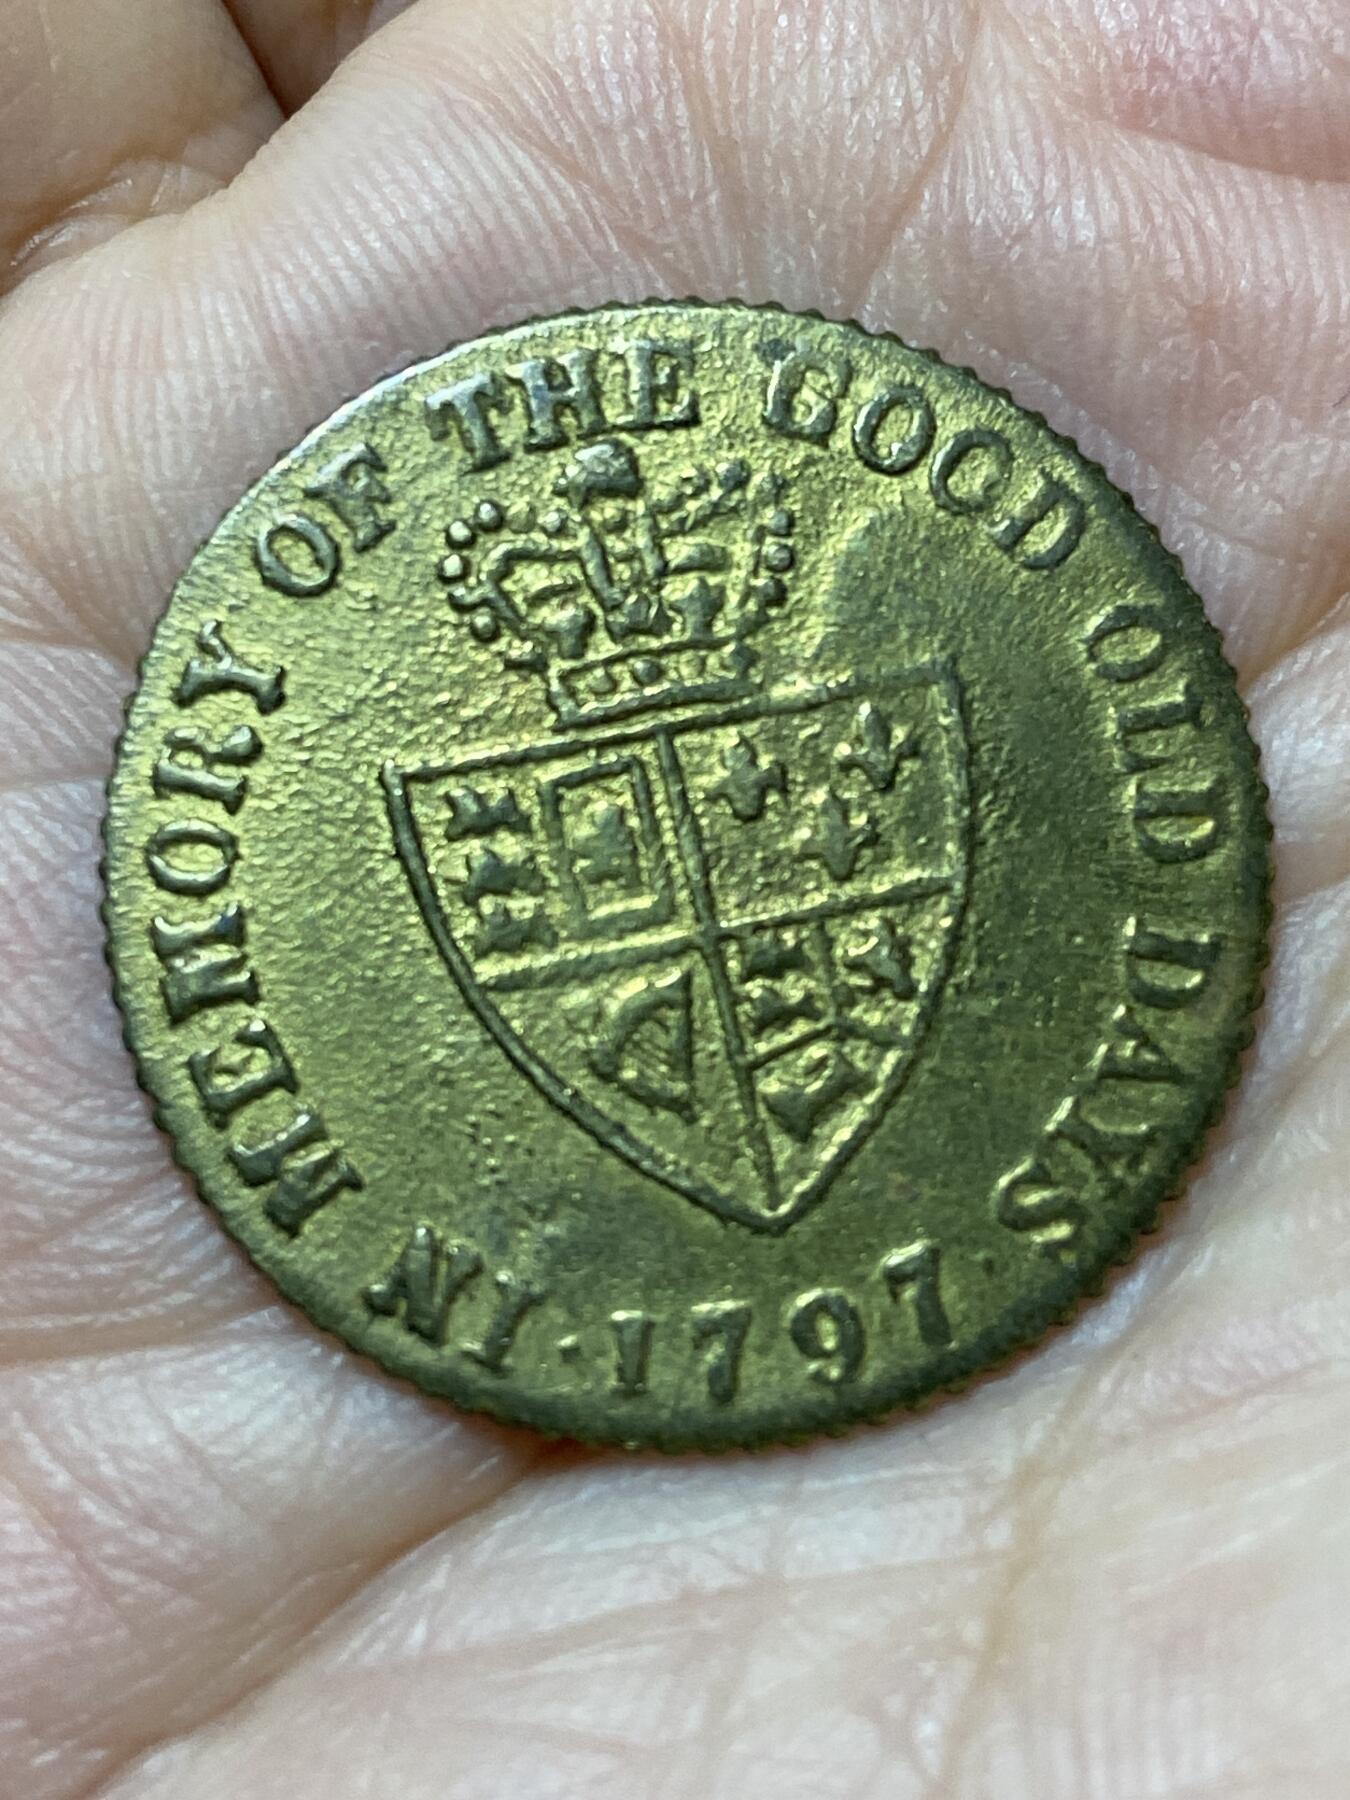 IN MEMORY OF THE GOOD OLD DAYS
· 1797 ·